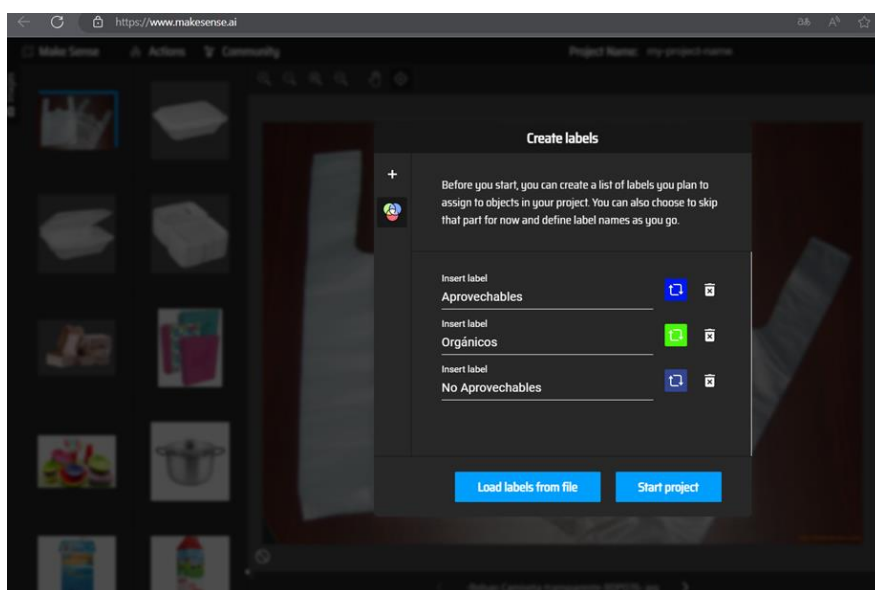 https://www.makesense.ai
Make Sense Actions Community Project Name: my-project-name
Images
Create labels
Before you start, you can create a list of labels you plan to
assign to objects in your project. You can also choose to skip
that part for now and define label names as you go.
Insert label
Aprovechables
Insert label
Orgánicos
Insert label
No Aprovechables
Load labels from file Start project